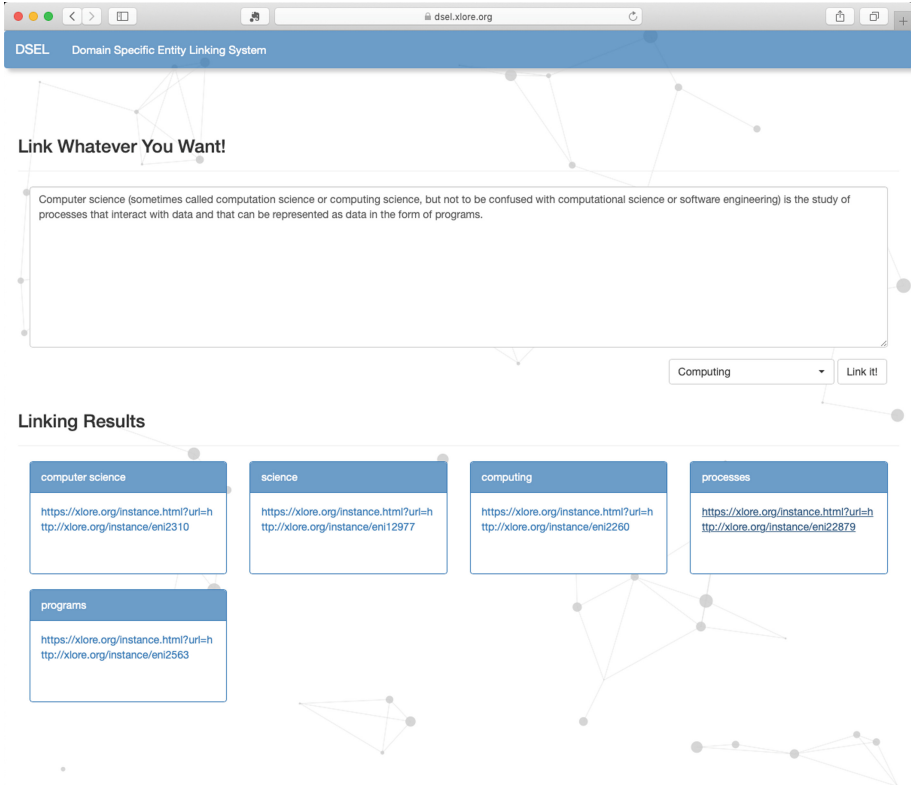 dsel.xlore.org
DSEL Domain Specific Entity Linking System
Link Whatever You Want!
Computer science (sometimes called computation science or computing science, but not to be confused with computational science or software engineering) is the study of
processes that interact with data and that can be represented as data in the form of programs.
Computing Link it!
Linking Results
computer science science computing processes
https://xlore.org/instance.html?url=h https://xlore.org/instance.html?url=h https://xlore.org/instance.html?url=h https://xlore.org/instance.html?url=h
ttp://xlore.org/instance/eni2310 ttp://xlore.org/instance/eni12977 ttp://xlore.org/instance/eni2260 ttp://xlore.org/instance/eni22879
programs
https://xlore.org/instance.html?url=h
ttp://xlore.org/instance/eni2563